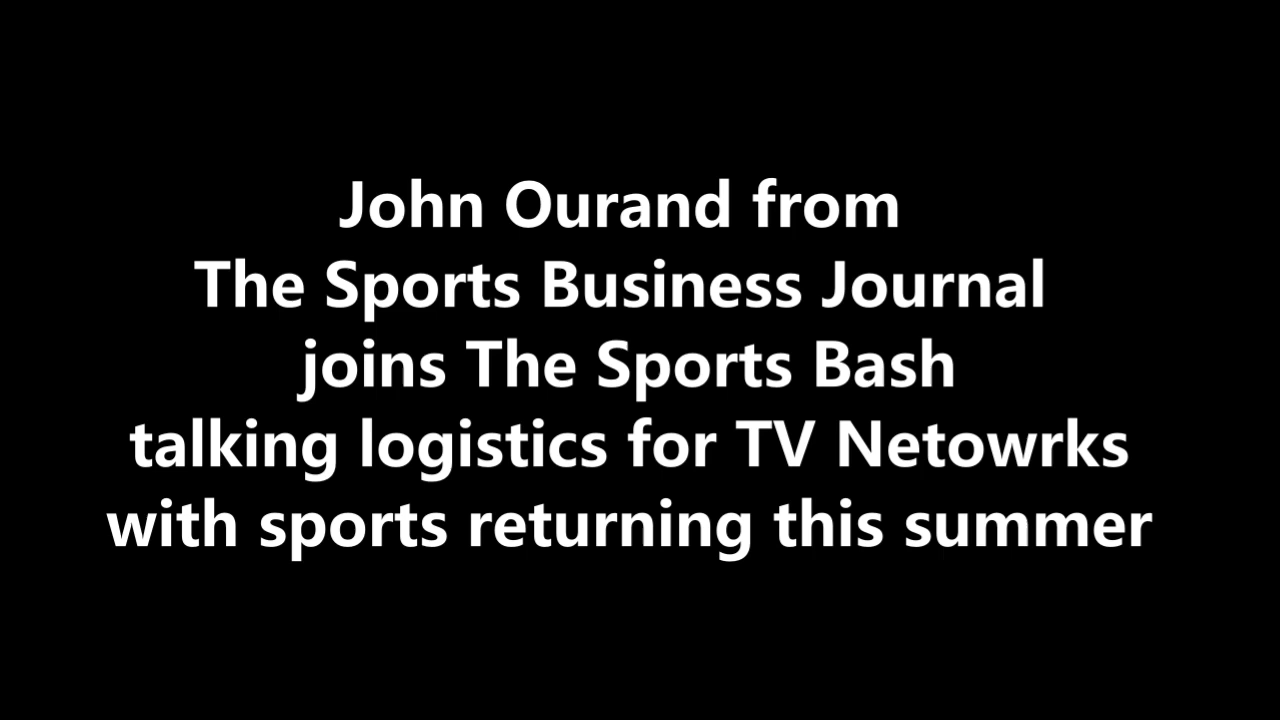 John Ourand from
The Sports Business Journal
joins The Sports Bash
talking logistics for TV Netowrks
with sports returning this summer